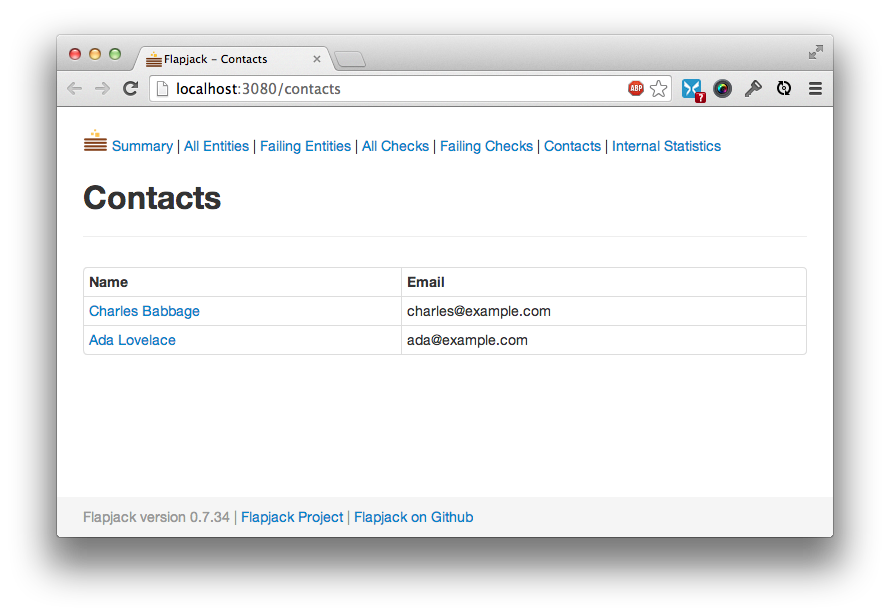 Flapjack – Contacts
localhost:3080/contacts
ABP
?
Summary | All Entities | Failing Entities | All Checks | Failing Checks | Contacts | Internal Statistics
Contacts
Name Email
Charles Babbage charles@example.com
Ada Lovelace ada@example.com
Flapjack version 0.7.34 | Flapjack Project | Flapjack on Github